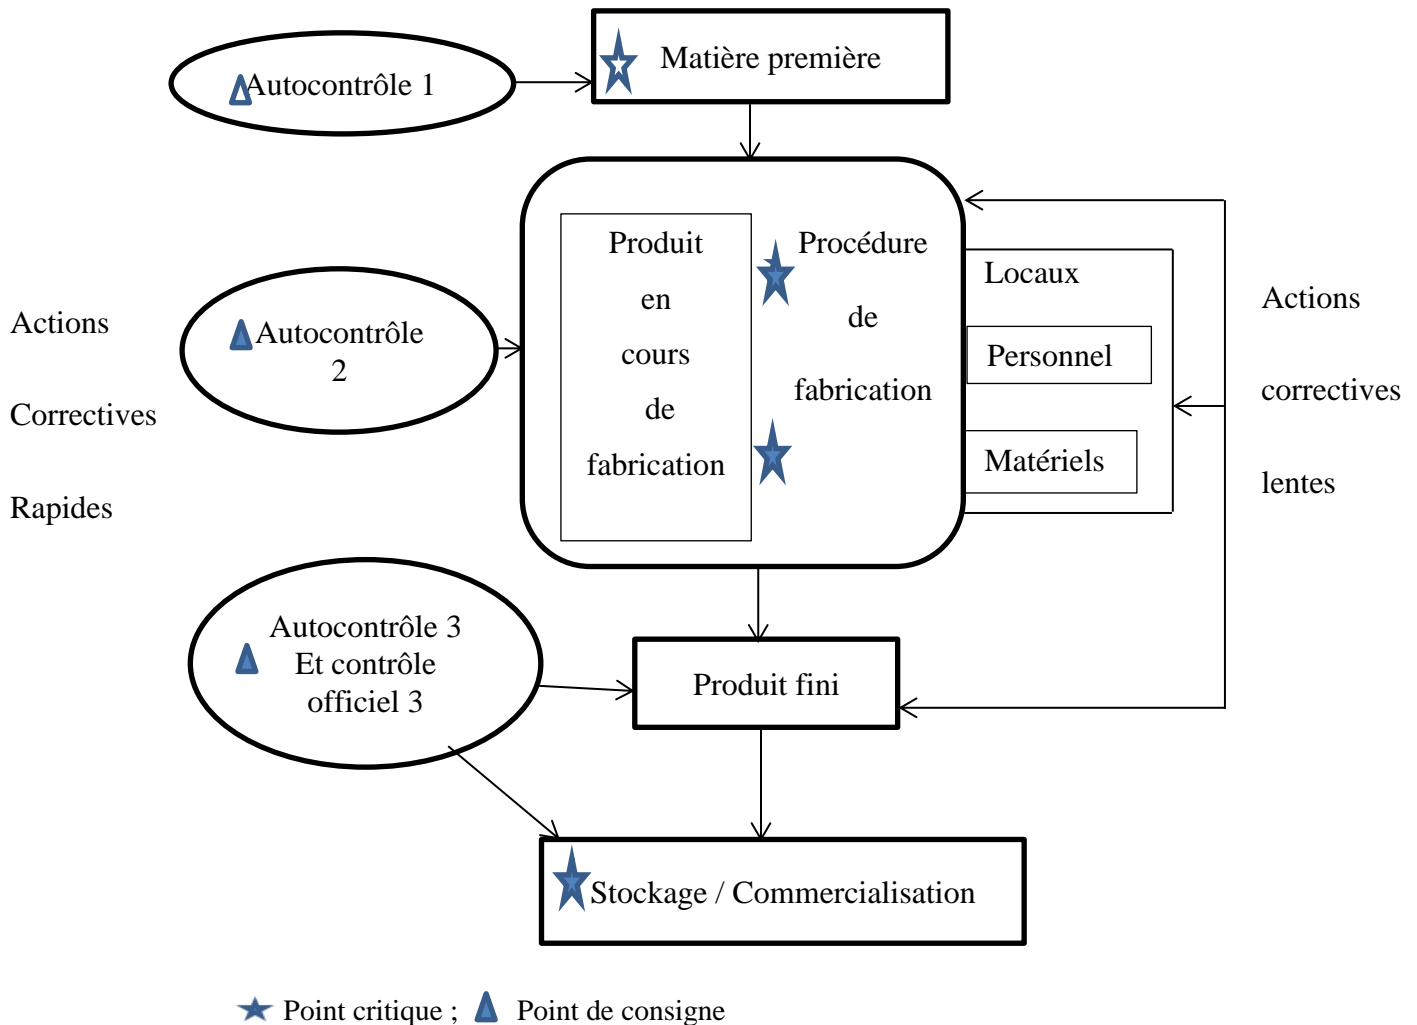 Matière première
Autocontrôle 1
Produit
en
cours
de
fabrication
Procédure
de
fabrication
Locaux
Personnel
Matériels
Actions
Correctives
Rapides
Autocontrôle
2
Actions
correctives
lentes
Autocontrôle 3
Et contrôle
officiel 3
Produit fini
Stockage / Commercialisation
Point critique ; Point de consigne